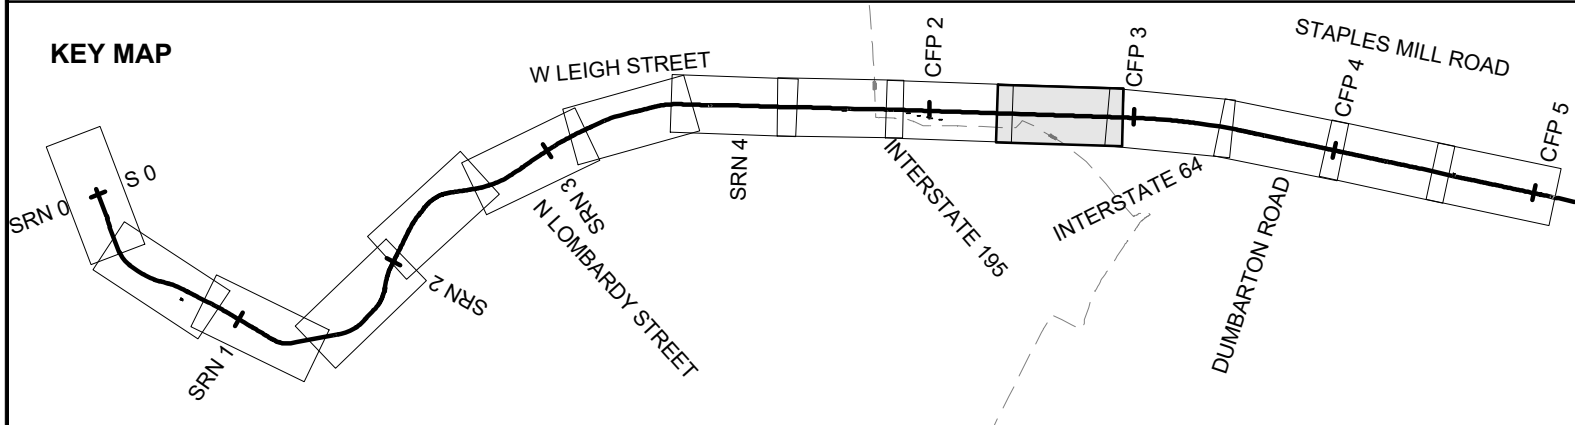 KEY MAP
S 0
SRN 0
SRN 1
SRN 2
SRN 3
N LOMBARDY STREET
W LEIGH STREET
SRN 4
CFP 2
INTERSTATE 195
CFP 3
INTERSTATE 64
DUMBARTON ROAD
STAPLES MILL ROAD
CFP 4
CFP 5